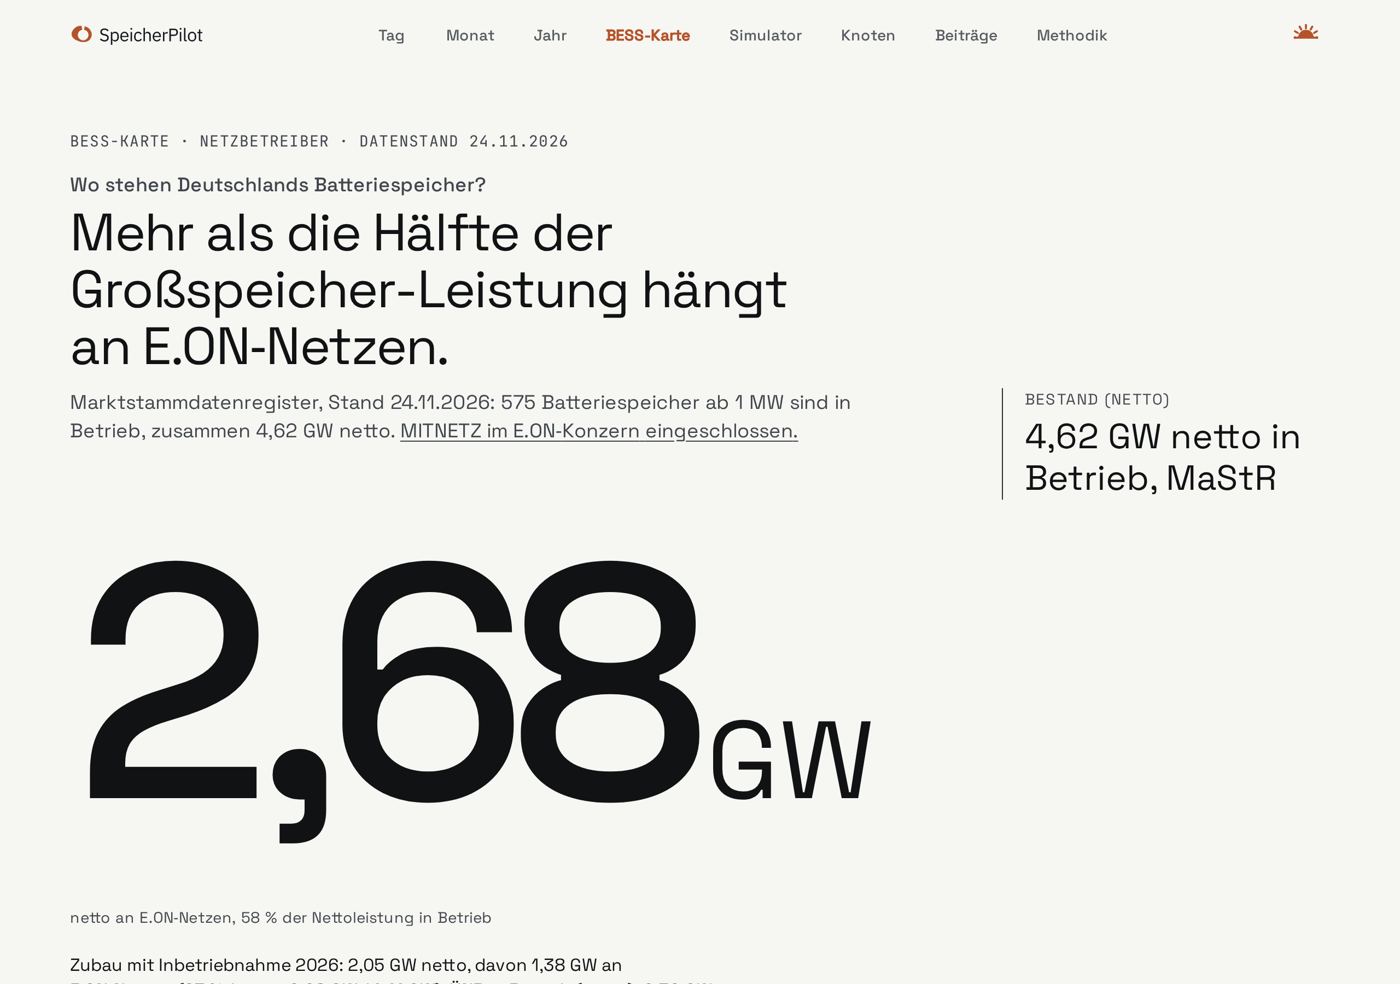 SpeicherPilot
Tag Monat Jahr BESS-Karte Simulator Knoten Beiträge Methodik
BESS-KARTE · NETZBETREIBER · DATENSTAND 24.11.2026
Wo stehen Deutschlands Batteriespeicher?
Mehr als die Hälfte der
Großspeicher-Leistung hängt
an E.ON-Netzen.
Marktstammdatenregister, Stand 24.11.2026: 575 Batteriespeicher ab 1 MW sind in
Betrieb, zusammen 4,62 GW netto. MITNETZ im E.ON-Konzern eingeschlossen.
BESTAND (NETTO)
4,62 GW netto in
Betrieb, MaStR
2,68 GW
netto an E.ON-Netzen, 58 % der Nettoleistung in Betrieb
Zubau mit Inbetriebnahme 2026: 2,05 GW netto, davon 1,38 GW an